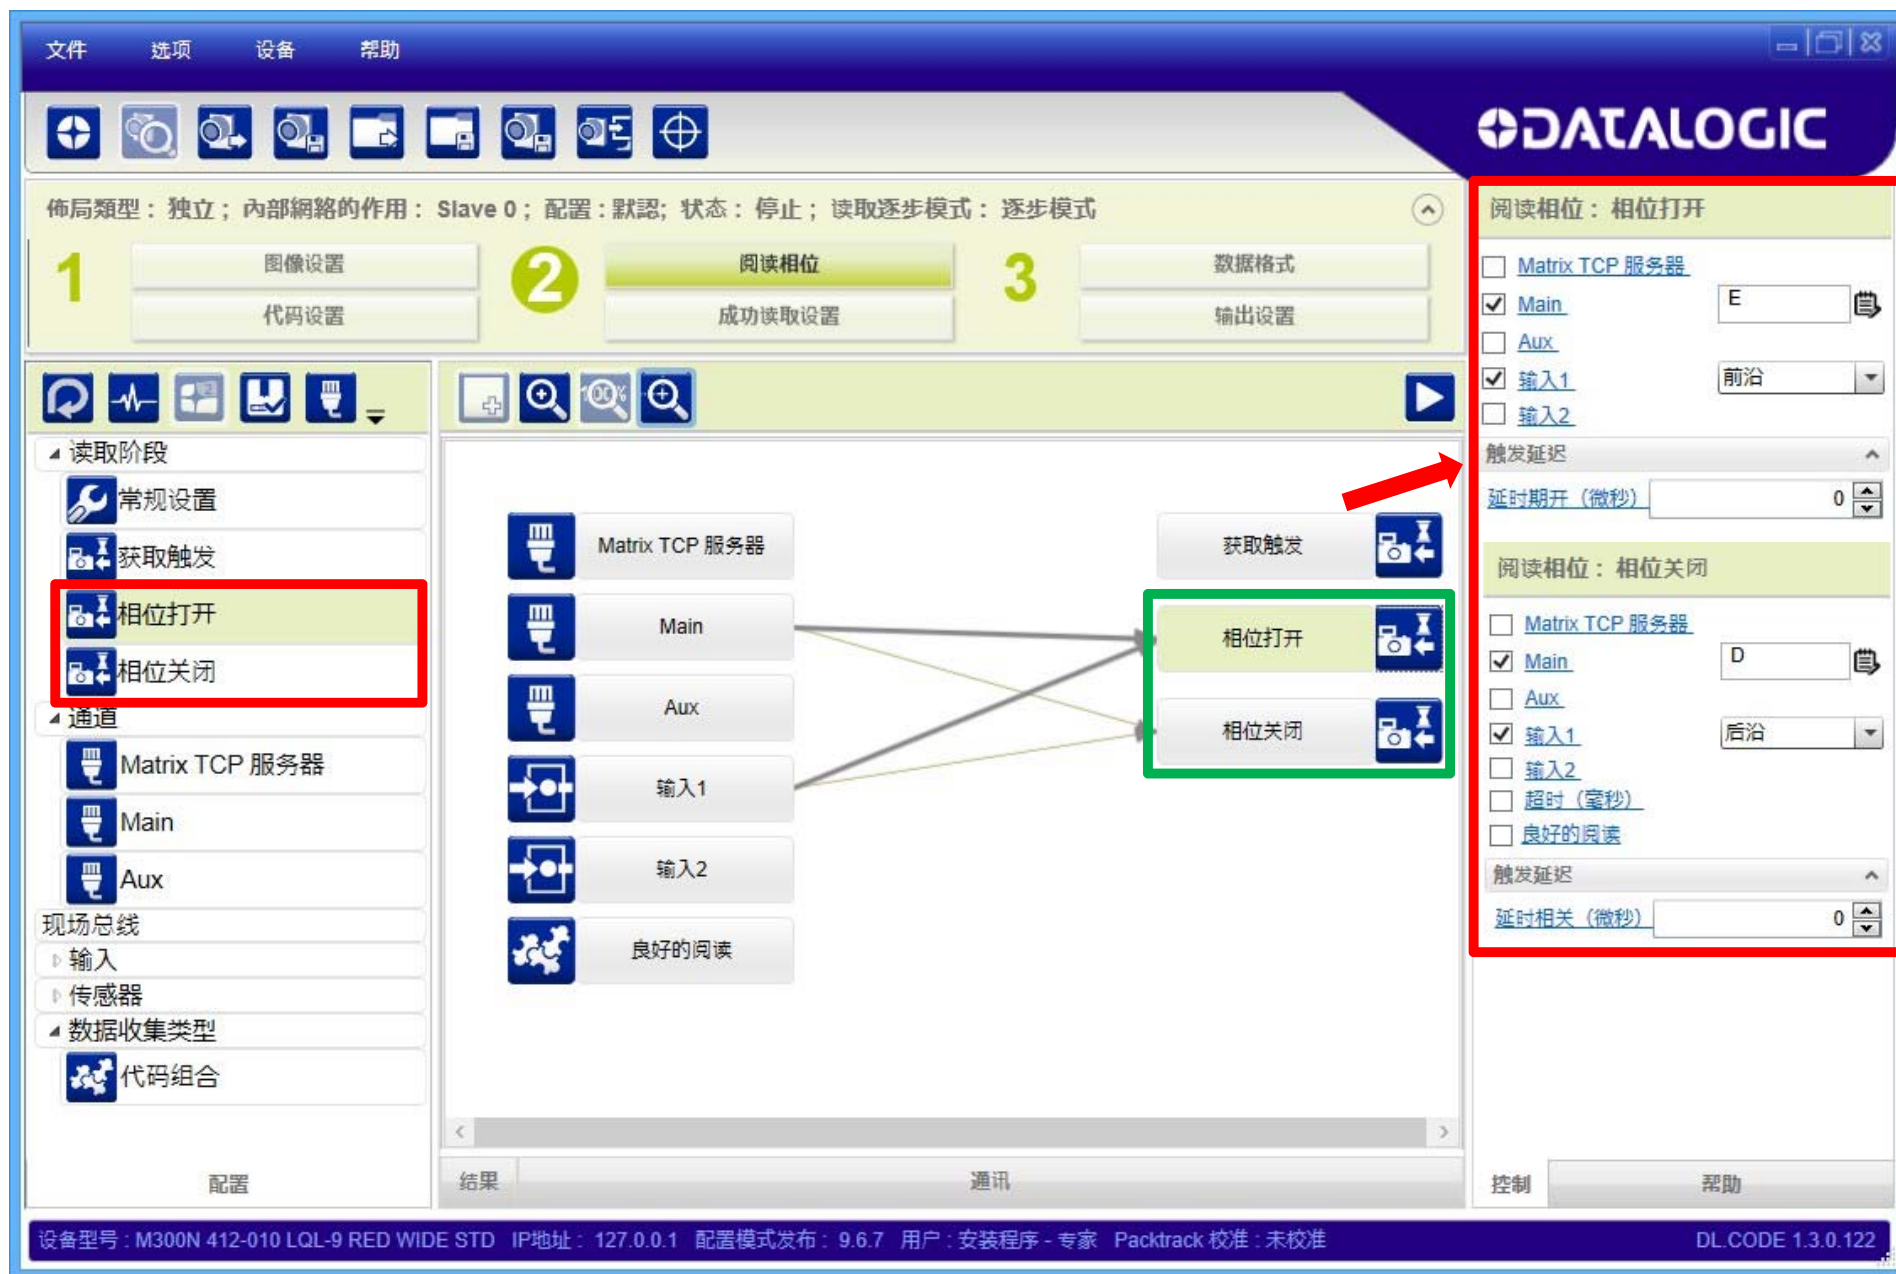 文件 选项 设备 帮助
DATALOGIC
佈局類型：独立；內部網絡的作用：Slave 0；配置：默認; 状态：停止；读取逐步模式：逐步模式
1 图像设置 2 阅读相位 3 数据格式
代码设置 成功读取设置 输出设置
100%
读取阶段
常规设置
获取触发
相位打开
相位关闭
通道
Matrix TCP 服务器
Main
Aux
现场总线
输入
传感器
数据收集类型
代码组合
配置
Matrix TCP 服务器
Main
Aux
输入1
输入2
良好的阅读
获取触发
相位打开
相位关闭
结果 通讯
阅读相位：相位打开
Matrix TCP 服务器
Main E
Aux
输入1 前沿
输入2
触发延迟
延时期开（微秒） 0
阅读相位：相位关闭
Matrix TCP 服务器
Main D
Aux
输入1 后沿
输入2
超时（毫秒）
良好的阅读
触发延迟
延时相关（微秒） 0
控制 帮助
设备型号 : M300N 412-010 LQL-9 RED WIDE STD IP地址： 127.0.0.1 配置模式发布： 9.6.7 用户 : 安装程序 - 专家 Packtrack 校准 : 未校准 DL.CODE 1.3.0.122